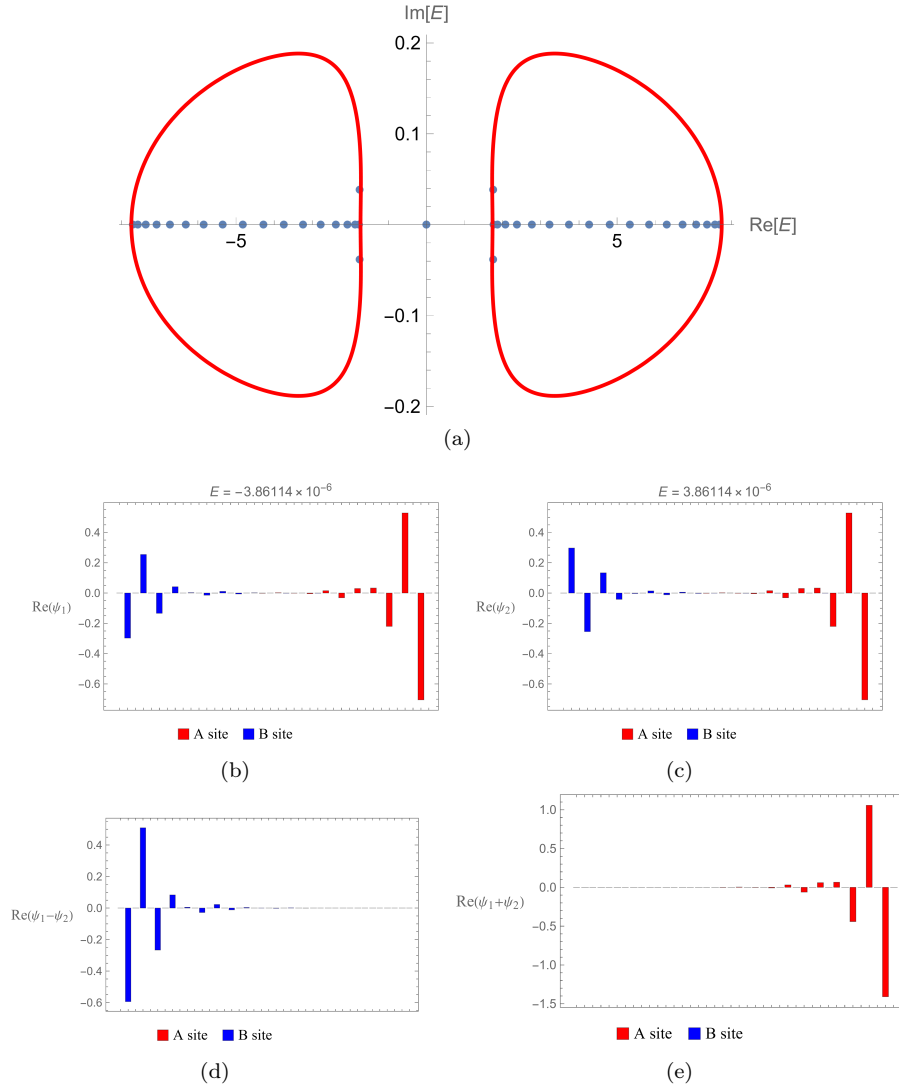 Im[E]
0.2
0.1
−5
5
Re[E]
−0.1
−0.2
(a)
E = −3.86114 × 10⁻⁶
0.4
0.2
0.0
−0.2
−0.4
−0.6
Re(ψ₁)
A site B site
(b)
E = 3.86114 × 10⁻⁶
0.4
0.2
0.0
−0.2
−0.4
−0.6
Re(ψ₂)
A site B site
(c)
0.4
0.2
0.0
−0.2
−0.4
−0.6
Re(ψ₁−ψ₂)
A site B site
(d)
1.0
0.5
0.0
−0.5
−1.0
−1.5
Re(ψ₁+ψ₂)
A site B site
(e)